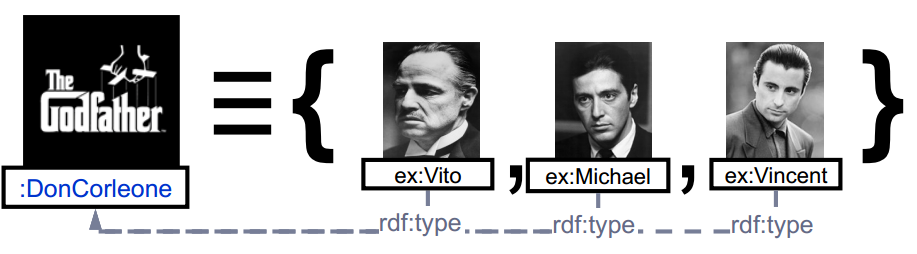 The
Godfather
≡ { , , }
:DonCorleone
ex:Vito
ex:Michael
ex:Vincent
rdf:type
rdf:type
rdf:type